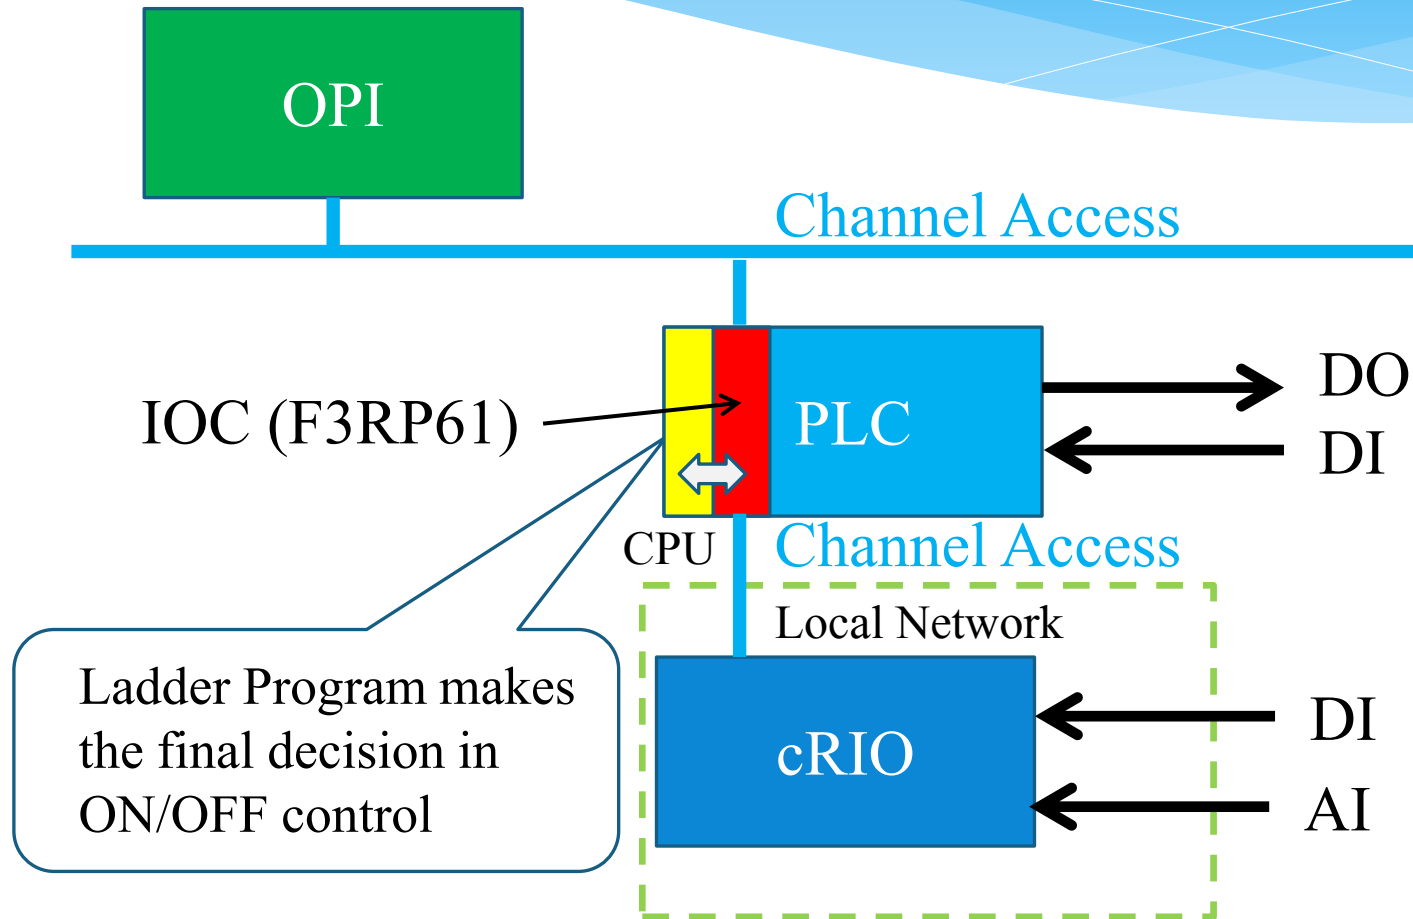 OPI
Channel Access
IOC (F3RP61)
PLC
DO
DI
CPU
Channel Access
Local Network
Ladder Program makes
the final decision in
ON/OFF control
cRIO
DI
AI